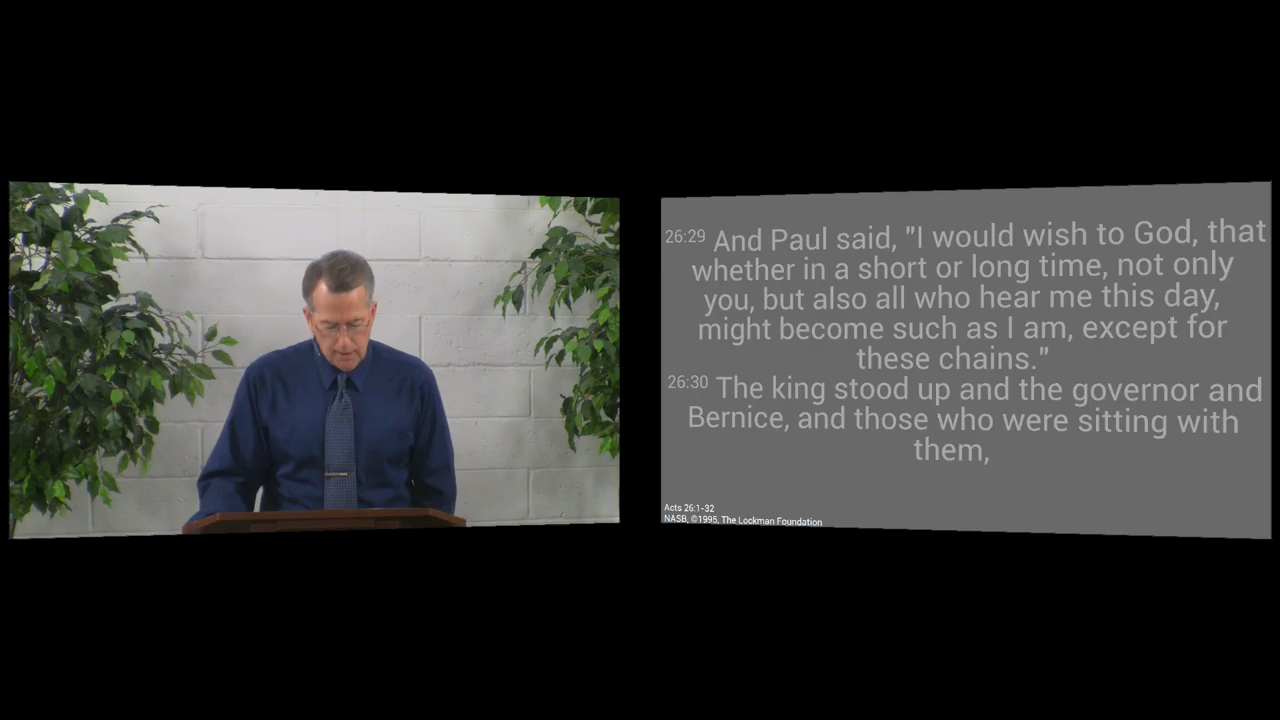 26:29 And Paul said, "I would wish to God, that
whether in a short or long time, not only
you, but also all who hear me this day,
might become such as I am, except for
these chains."
26:30 The king stood up and the governor and
Bernice, and those who were sitting with
them,
Acts 26:1-32
NASB, ©1995, The Lockman Foundation